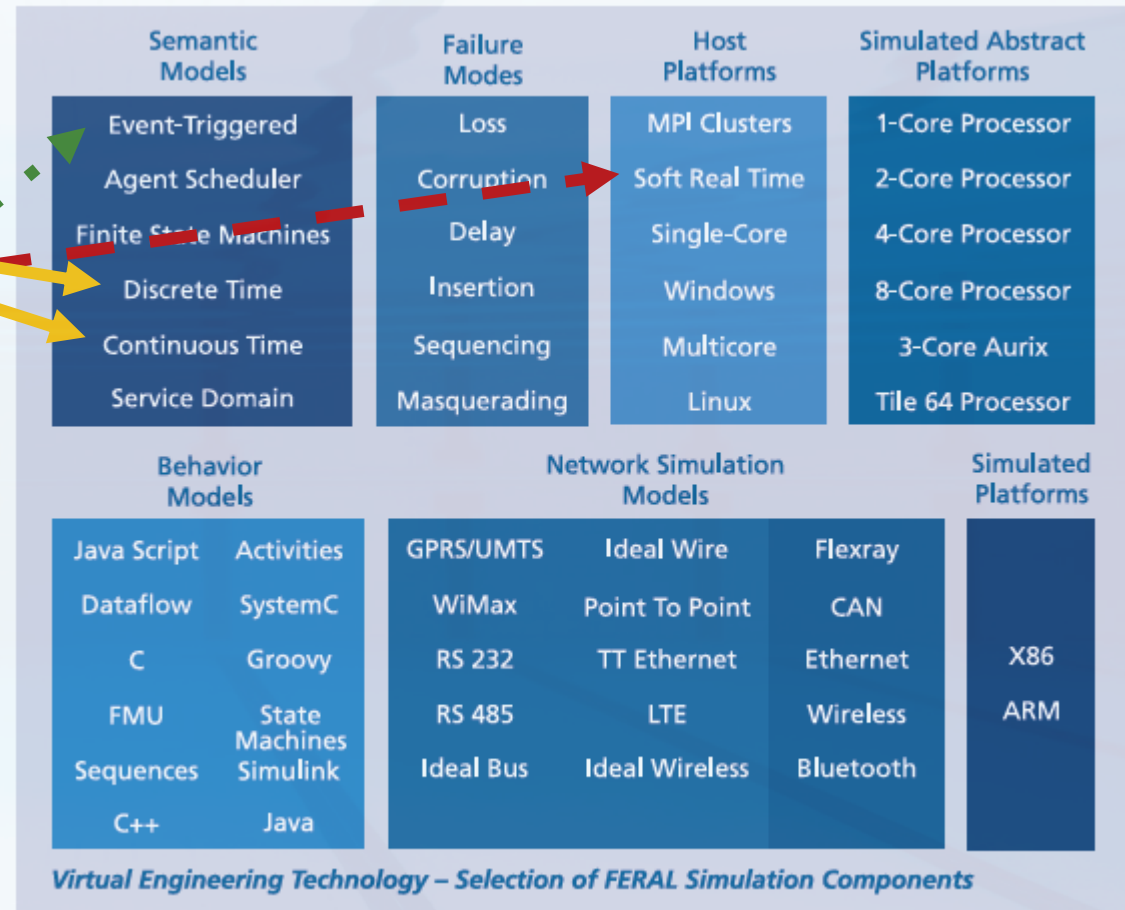 Semantic
Models
Failure
Modes
Host
Platforms
Simulated Abstract
Platforms
Event-Triggered
Agent Scheduler
Finite State Machines
Discrete Time
Continuous Time
Service Domain
Loss
Corruption
Delay
Insertion
Sequencing
Masquerading
MPI Clusters
Soft Real Time
Single-Core
Windows
Multicore
Linux
1-Core Processor
2-Core Processor
4-Core Processor
8-Core Processor
3-Core Aurix
Tile 64 Processor
Behavior
Models
Network Simulation
Models
Simulated
Platforms
Java Script
Dataflow
C
FMU
Sequences
C++
Activities
SystemC
Groovy
State
Machines
Simulink
Java
GPRS/UMTS
WiMax
RS 232
RS 485
Ideal Bus
Ideal Wire
Point To Point
TT Ethernet
LTE
Ideal Wireless
Flexray
CAN
Ethernet
Wireless
Bluetooth
X86
ARM
Virtual Engineering Technology – Selection of FERAL Simulation Components